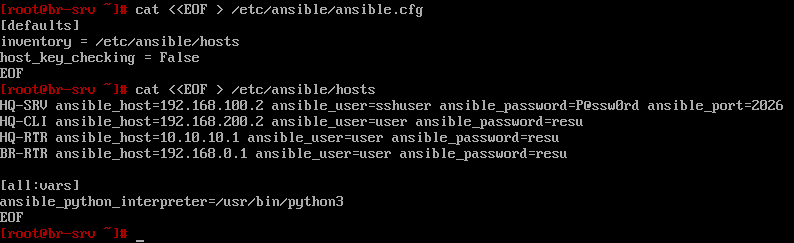 [root@br-srv ~]# cat <<EOF > /etc/ansible/ansible.cfg
[defaults]
inventory = /etc/ansible/hosts
host_key_checking = False
EOF
[root@br-srv ~]# cat <<EOF > /etc/ansible/hosts
HQ-SRV ansible_host=192.168.100.2 ansible_user=sshuser ansible_password=P@ssw0rd ansible_port=2026
HQ-CLI ansible_host=192.168.200.2 ansible_user=user ansible_password=resu
HQ-RTR ansible_host=10.10.10.1 ansible_user=user ansible_password=resu
BR-RTR ansible_host=192.168.0.1 ansible_user=user ansible_password=resu

[all:vars]
ansible_python_interpreter=/usr/bin/python3
EOF
[root@br-srv ~]# _